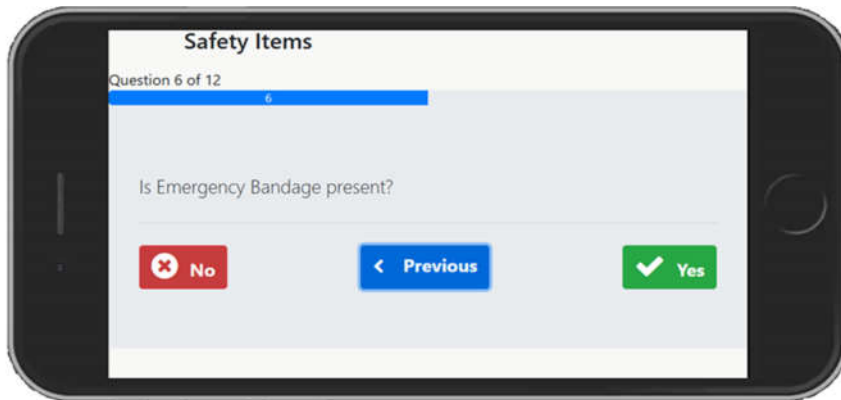 Safety Items
Question 6 of 12
6
Is Emergency Bandage present?
No
Previous
Yes